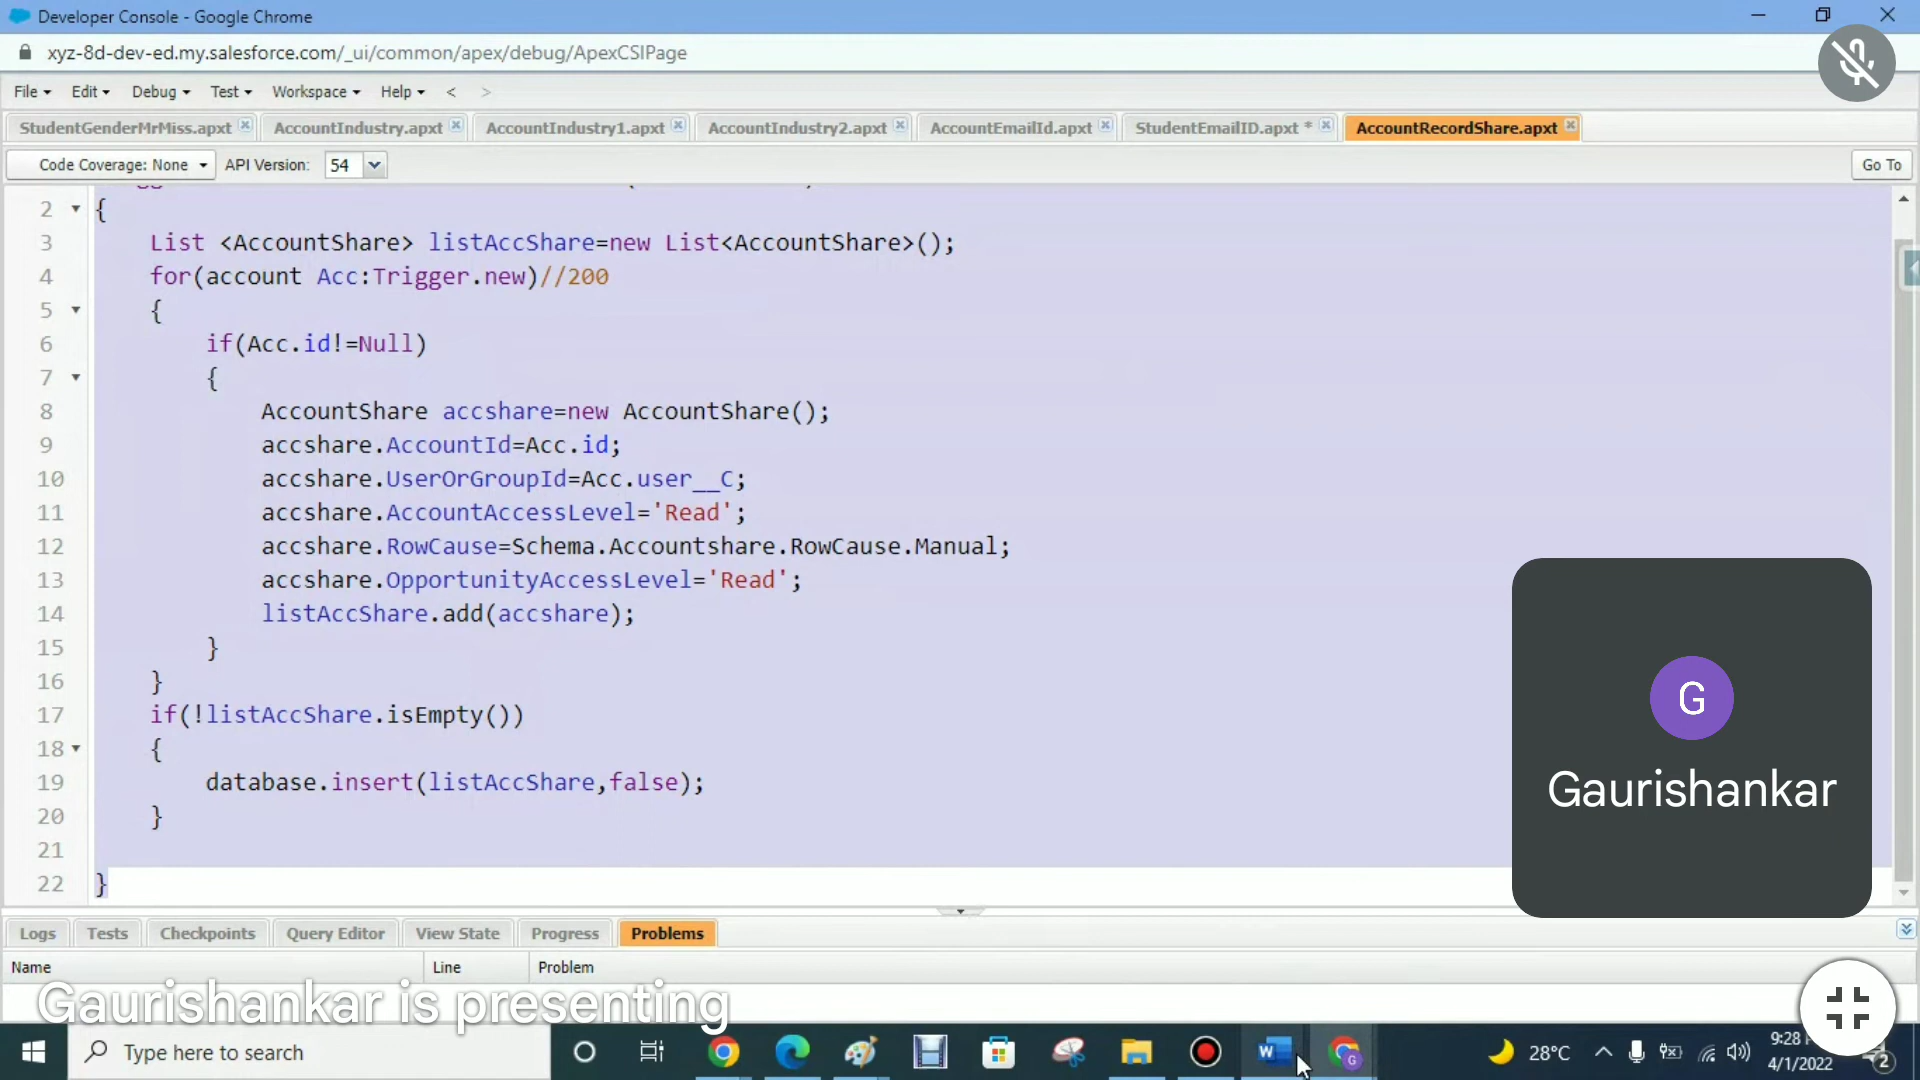 Developer Console - Google Chrome
xyz-8d-dev-ed.my.salesforce.com/_ui/common/apex/debug/ApexCSIPage
File Edit Debug Test Workspace Help < >
StudentGenderMrMiss.apxt AccountIndustry.apxt AccountIndustry1.apxt AccountIndustry2.apxt AccountEmailId.apxt StudentEmailID.apxt * AccountRecordShare.apxt
Code Coverage: None API Version: 54 Go To
2 {
3 List <AccountShare> listAccShare=new List<AccountShare>();
4 for(account Acc:Trigger.new)//200
5 {
6 if(Acc.id!=Null)
7 {
8 AccountShare accshare=new AccountShare();
9 accshare.AccountId=Acc.id;
10 accshare.UserOrGroupId=Acc.user__C;
11 accshare.AccountAccessLevel='Read';
12 accshare.RowCause=Schema.Accountshare.RowCause.Manual;
13 accshare.OpportunityAccessLevel='Read';
14 listAccShare.add(accshare);
15 }
16 }
17 if(!listAccShare.isEmpty())
18 {
19 database.insert(listAccShare,false);
20 }
21
22 }
G
Gaurishankar
Logs Tests Checkpoints Query Editor View State Progress Problems
Name Line Problem
Gaurishankar is presenting
Type here to search
28°C
9:28
4/1/2022
2